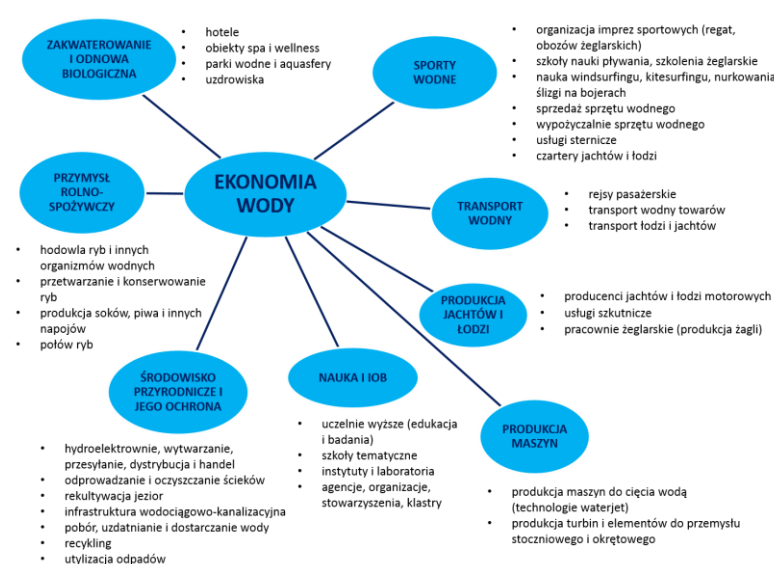 ZAKWATEROWANIE
I ODNOWA
BIOLOGICZNA
• hotele
• obiekty spa i wellness
• parki wodne i aquasfery
• uzdrowiska
SPORTY
WODNE
• organizacja imprez sportowych (regat,
obozów żeglarskich)
• szkoły nauki pływania, szkolenia żeglarskie
• nauka windsurfingu, kitesurfingu, nurkowania
ślizgi na bojerach
• sprzedaż sprzętu wodnego
• wypożyczalnie sprzętu wodnego
• usługi sternicze
• czartery jachtów i łodzi
EKONOMIA
WODY
PRZEMYSŁ
ROLNO-
SPOŻYWCZY
• hodowla ryb i innych
organizmów wodnych
• przetwarzanie i konserwowanie
ryb
• produkcja soków, piwa i innych
napojów
• połów ryb
TRANSPORT
WODNY
• rejsy pasażerskie
• transport wodny towarów
• transport łodzi i jachtów
PRODUKCJA
JACHTÓW I
ŁODZI
• producenci jachtów i łodzi motorowych
• usługi szkutnicze
• pracownie żeglarskie (produkcja żagli)
ŚRODOWISKO
PRZYRODNICZE I
JEGO OCHRONA
• hydroelektrownie, wytwarzanie,
przesyłanie, dystrybucja i handel
• odprowadzanie i oczyszczanie ścieków
• rekultywacja jezior
• infrastruktura wodociągowo-kanalizacyjna
• pobór, uzdatnianie i dostarczanie wody
• recykling
• utylizacja odpadów
NAUKA I IOB
• uczelnie wyższe (edukacja
i badania)
• szkoły tematyczne
• instytuty i laboratoria
• agencje, organizacje,
stowarzyszenia, klastry
PRODUKCJA
MASZYN
• produkcja maszyn do cięcia wodą
(technologie waterjet)
• produkcja turbin i elementów do przemysłu
stoczniowego i okrętowego